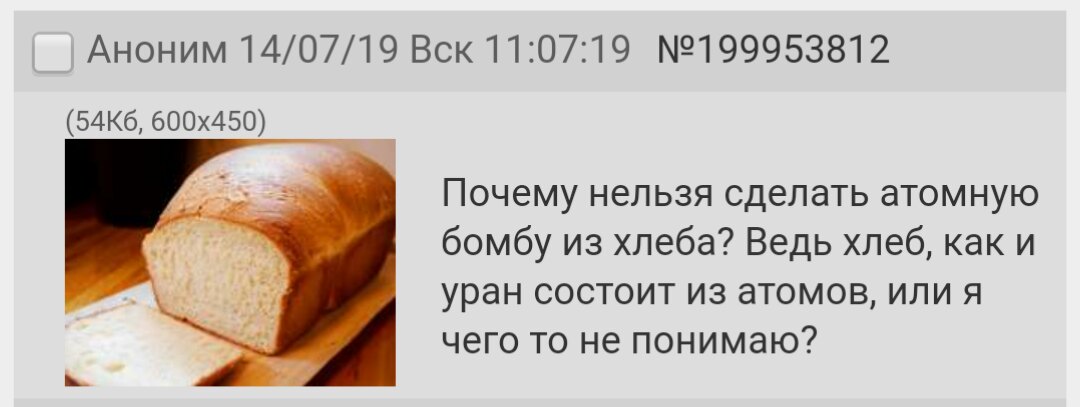 Аноним 14/07/19 Вск 11:07:19 №199953812
(54Кб, 600x450)
Почему нельзя сделать атомную
бомбу из хлеба? Ведь хлеб, как и
уран состоит из атомов, или я
чего то не понимаю?